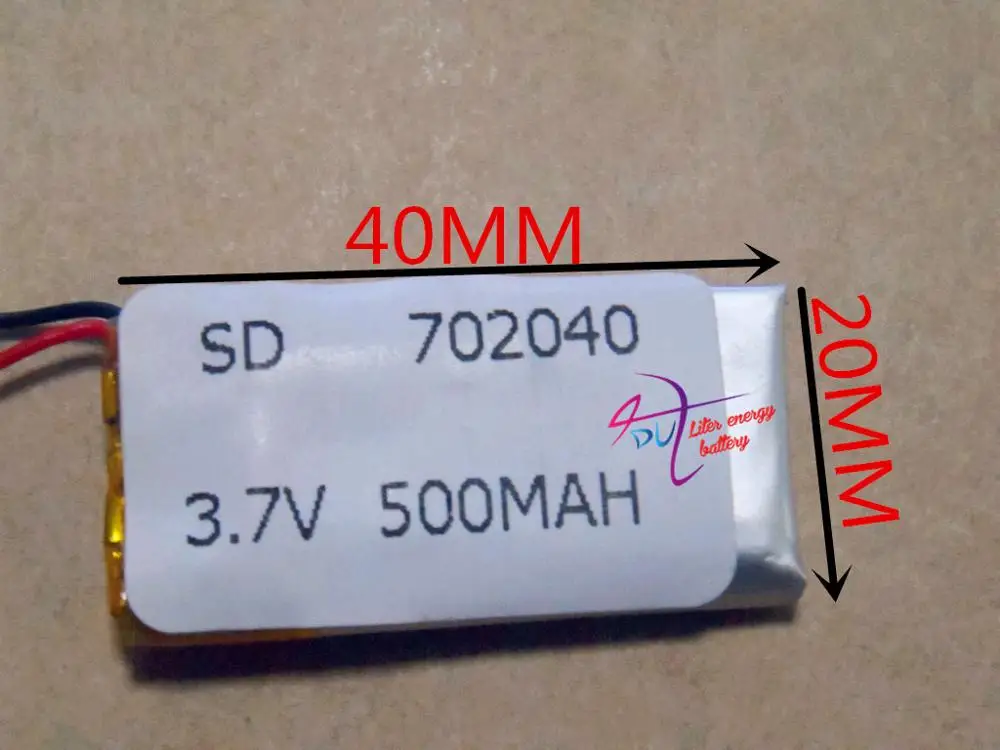 40MM
20MM
SD 702040
Liter energy
battery
3.7V 500MAH